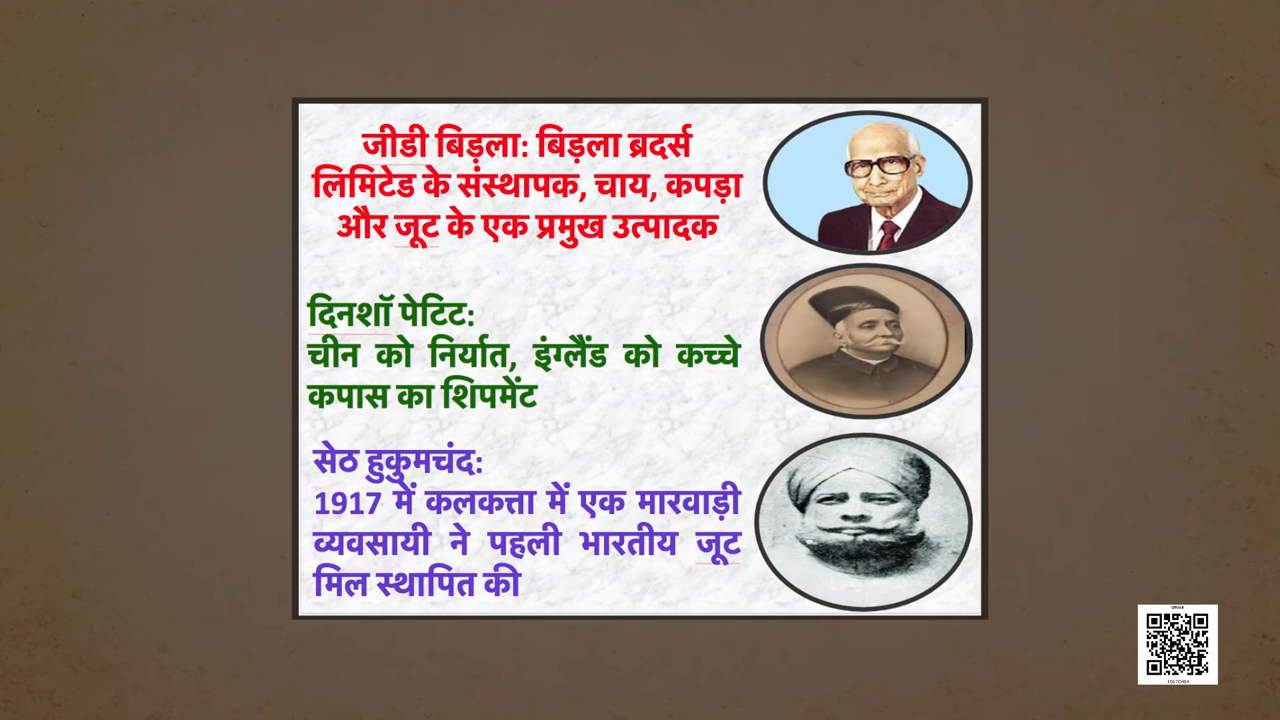 जीडी बिड़ला: बिड़ला ब्रदर्स
लिमिटेड के संस्थापक, चाय, कपड़ा
और जूट के एक प्रमुख उत्पादक
दिनशॉ पेटिट:
चीन को निर्यात, इंग्लैंड को कच्चे
कपास का शिपमेंट
सेठ हुकुमचंद:
1917 में कलकत्ता में एक मारवाड़ी
व्यवसायी ने पहली भारतीय जूट
मिल स्थापित की